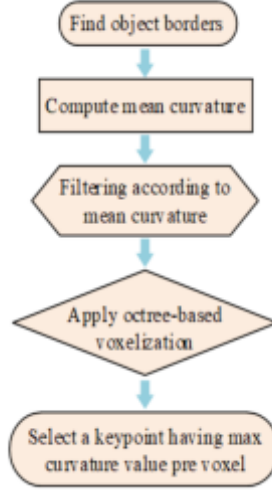 Find object borders
Compute mean curvature
Filtering according to
mean curvature
Apply octree-based
voxelization
Select a keypoint having max
curvature value pre voxel